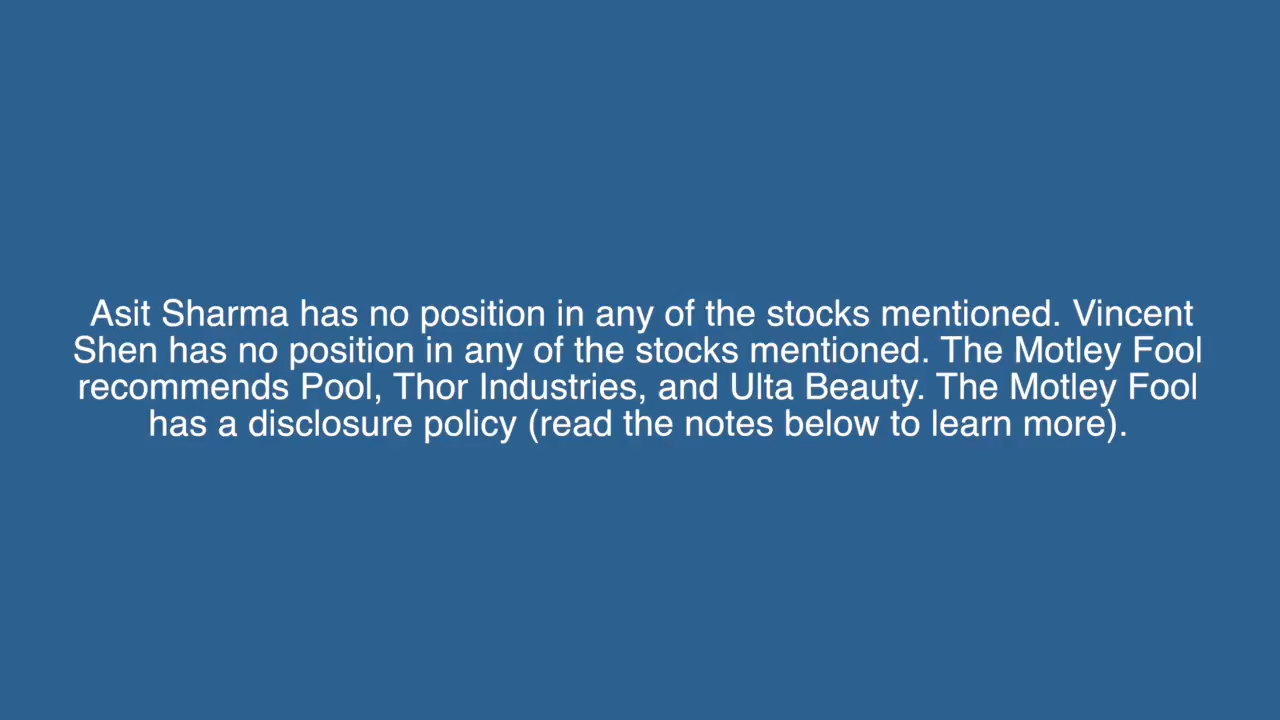 Asit Sharma has no position in any of the stocks mentioned. Vincent
Shen has no position in any of the stocks mentioned. The Motley Fool
recommends Pool, Thor Industries, and Ulta Beauty. The Motley Fool
has a disclosure policy (read the notes below to learn more).